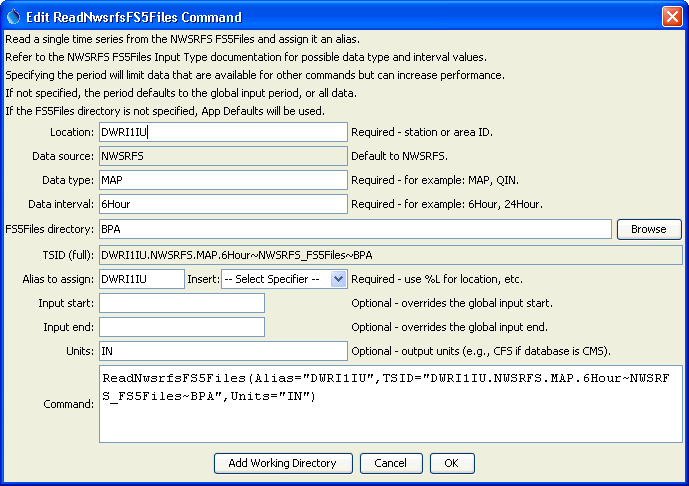 Edit ReadNwsrfsFS5Files Command
Read a single time series from the NWSRFS FS5Files and assign it an alias.
Refer to the NWSRFS FS5Files Input Type documentation for possible data type and interval values.
Specifying the period will limit data that are available for other commands but can increase performance.
If not specified, the period defaults to the global input period, or all data.
If the FS5Files directory is not specified, App Defaults will be used.
Location: DWRI1IU Required - station or area ID.
Data source: NWSRFS Default to NWSRFS.
Data type: MAP Required - for example: MAP, QIN.
Data interval: 6Hour Required - for example: 6Hour, 24Hour.
FS5Files directory: BPA Browse
TSID (full): DWRI1IU.NWSRFS.MAP.6Hour~NWSRFS_FS5Files~BPA
Alias to assign: DWRI1IU Insert: -- Select Specifier -- Required - use %L for location, etc.
Input start: Optional - overrides the global input start.
Input end: Optional - overrides the global input end.
Units: IN Optional - output units (e.g., CFS if database is CMS).
ReadNwsrfsFS5Files(Alias="DWRI1IU",TSID="DWRI1IU.NWSRFS.MAP.6Hour~NWSRF
S_FS5Files~BPA",Units="IN")
Command:
Add Working Directory Cancel OK